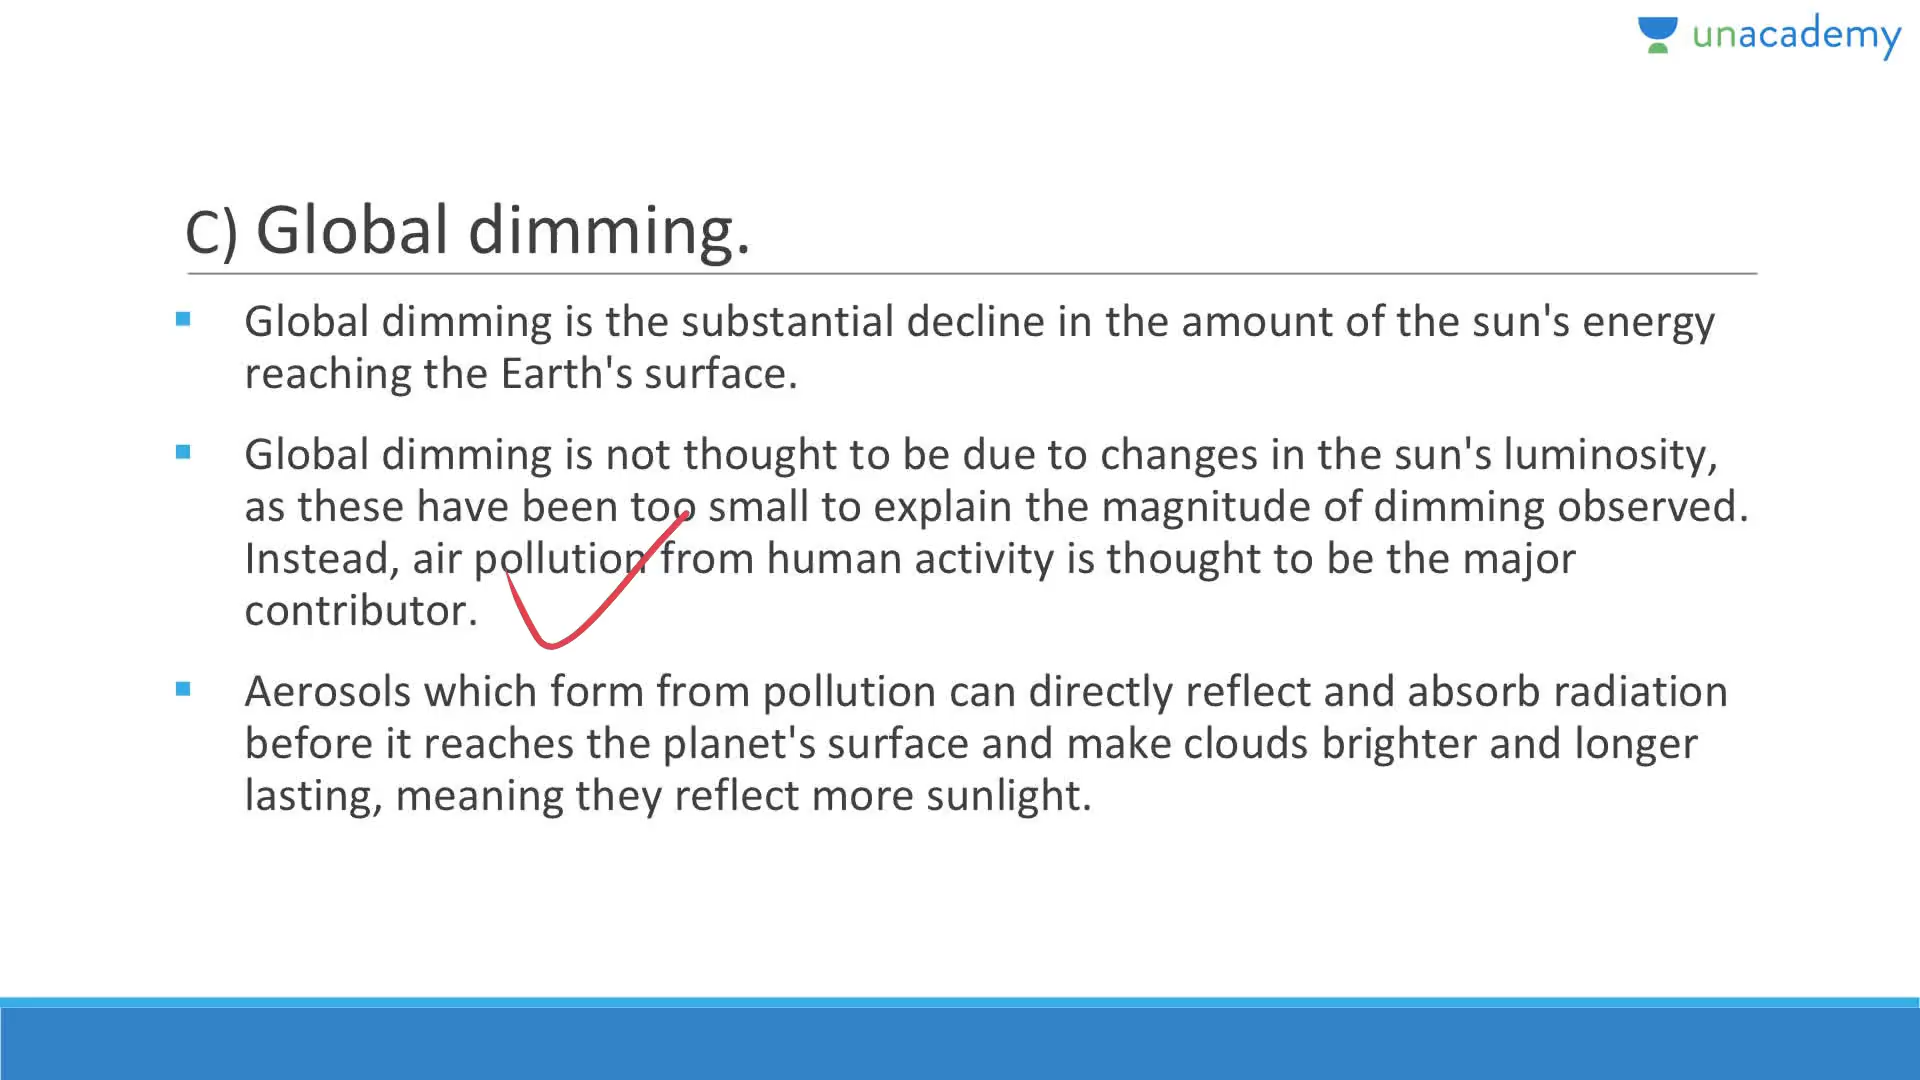 unacademy
C) Global dimming.
▪ Global dimming is the substantial decline in the amount of the sun's energy
reaching the Earth's surface.
▪ Global dimming is not thought to be due to changes in the sun's luminosity,
as these have been too small to explain the magnitude of dimming observed.
Instead, air pollution from human activity is thought to be the major
contributor.
▪ Aerosols which form from pollution can directly reflect and absorb radiation
before it reaches the planet's surface and make clouds brighter and longer
lasting, meaning they reflect more sunlight.